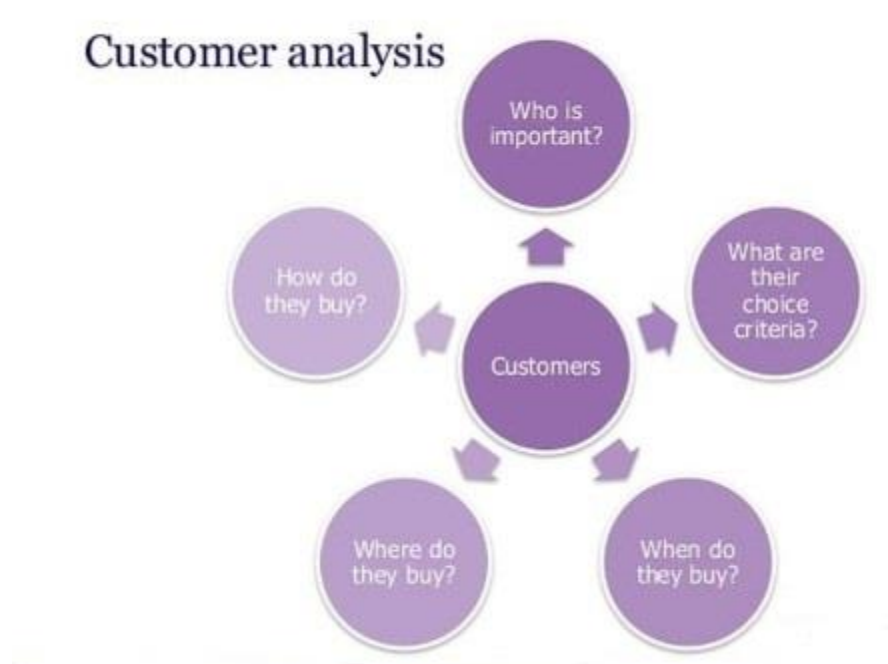 Customer analysis
Who is
important?
What are
their
choice
criteria?
When do
they buy?
Where do
they buy?
How do
they buy?
Customers